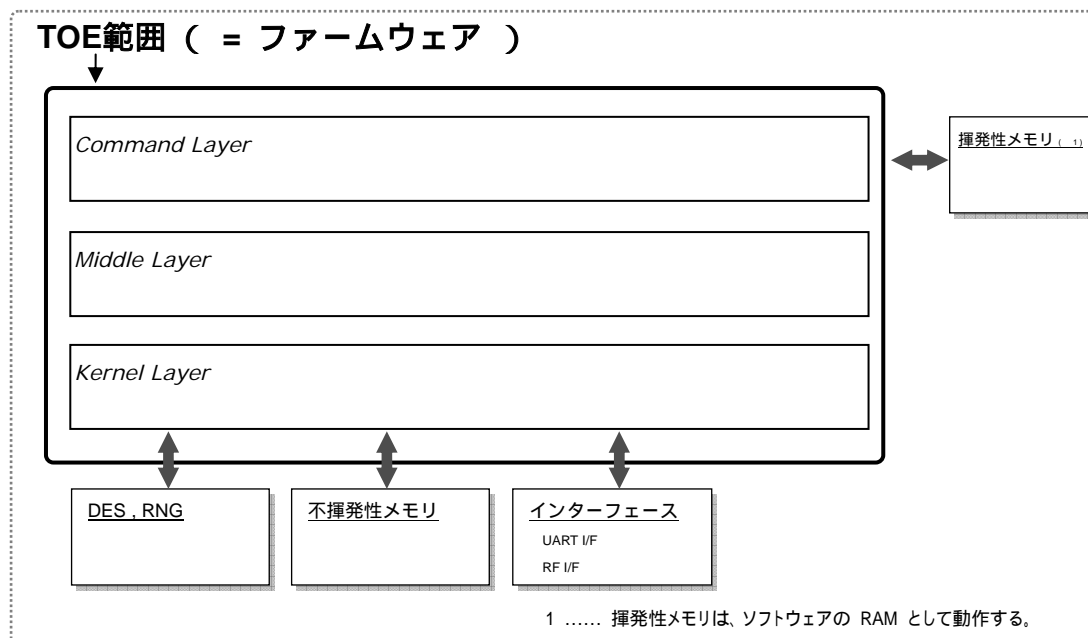 TOE範囲 ( = ファームウェア )
Command Layer
揮発性メモリ( 1)
Middle Layer
Kernel Layer
DES , RNG
不揮発性メモリ
インターフェース
UART I/F
RF I/F
1 …… 揮発性メモリは、ソフトウェアの RAM として動作する。